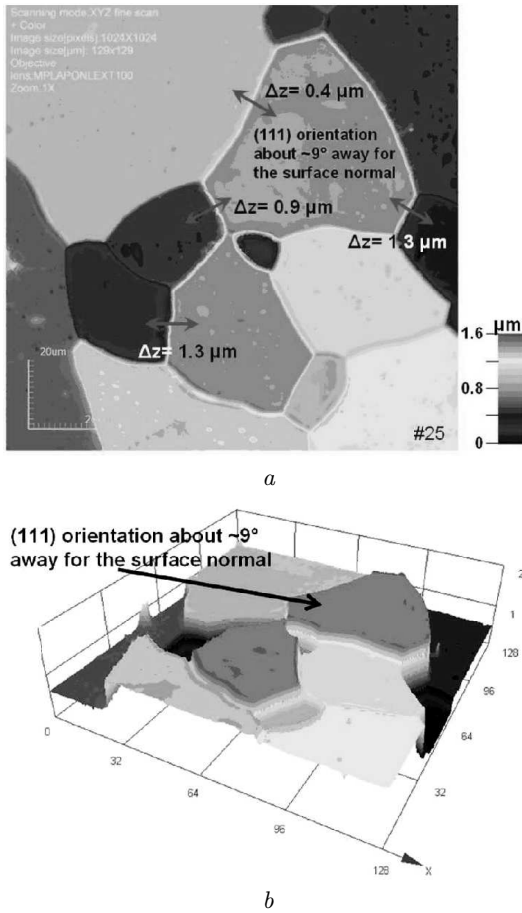 Scanning mode.XYZ fine scan
+ Color
Image size(pixels):1024X1024
Image size[µm]: 129x129
Objective
lens.MPLAPONLEXT100
Zoom.1X
Δz= 0.4 µm
(111) orientation
about ~9° away for
the surface normal
Δz= 0.9 µm
Δz= 1.3 µm
Δz= 1.3 µm
20um
#25
µm
1.6
0.8
0
a
(111) orientation about ~9°
away for the surface normal
2
1
128
96
64
32
0
32
64
96
128
X
b